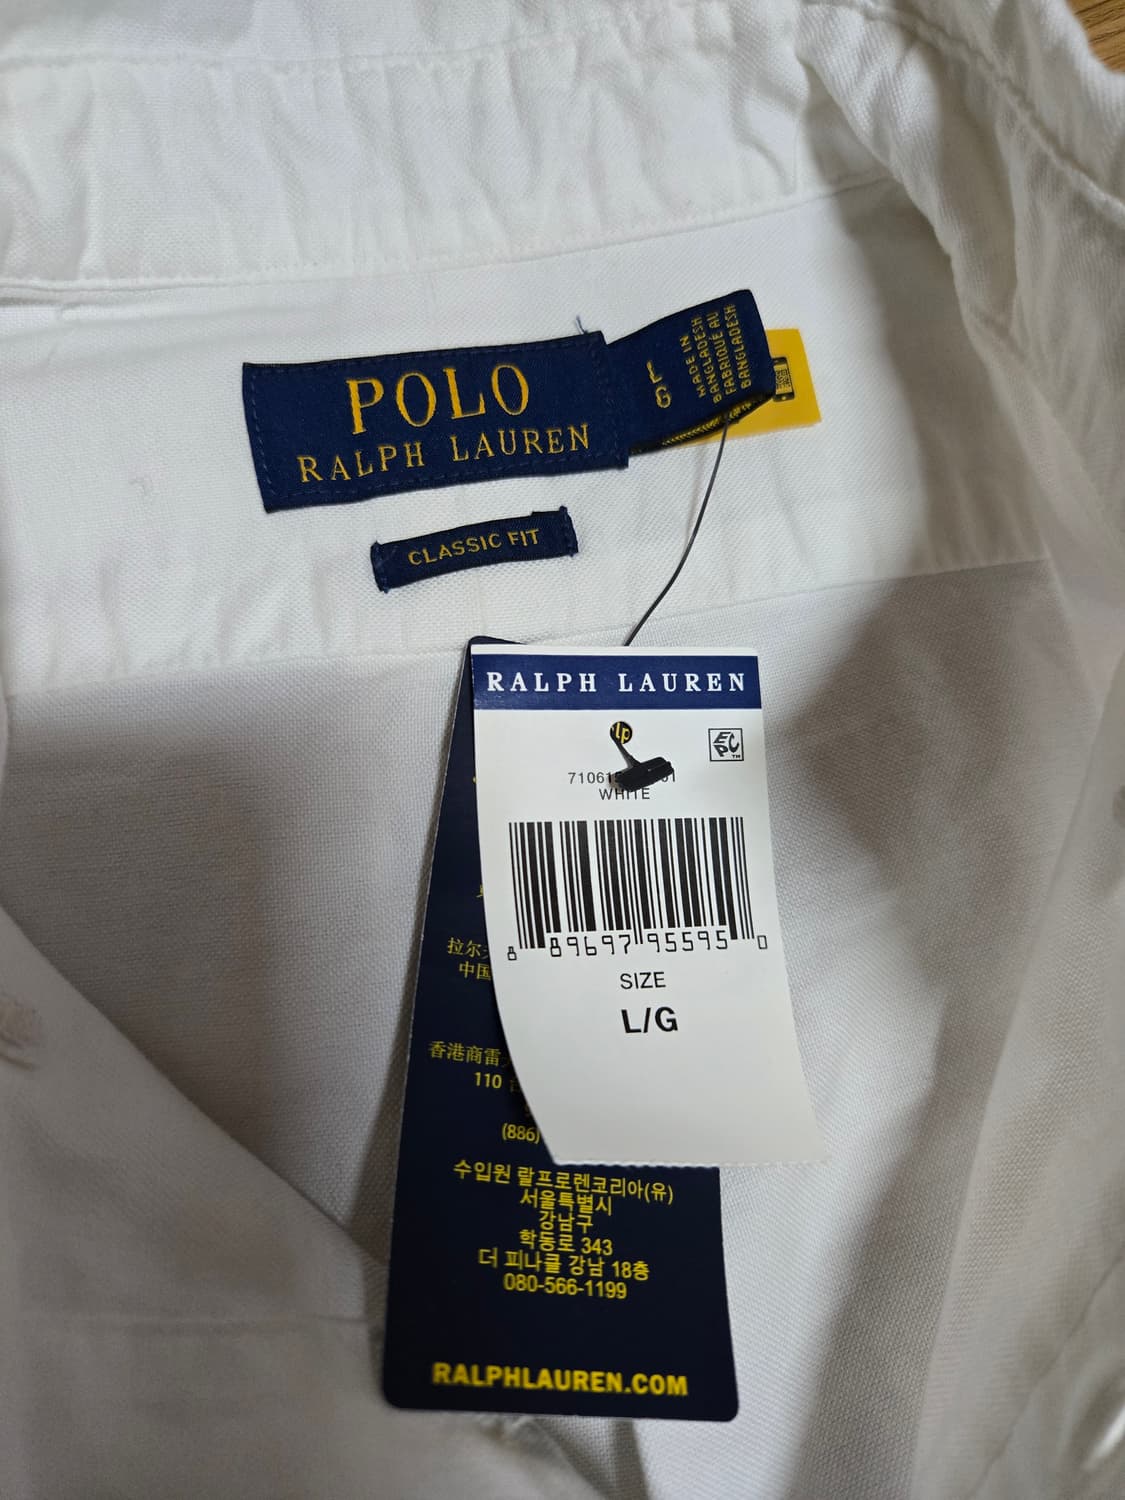 POLO
RALPH LAUREN
L
G
MADE IN
BANGLADESH
FABRIQUÉ AU
BANGLADESH
CLASSIC FIT
RALPH LAUREN
EPC
TM
WHITE
8 89697 95595 0
SIZE
L/G
拉尔夫
中国
香港商雷
110
(886)
수입원 랄프로렌코리아(유)
서울특별시
강남구
학동로 343
더 피나클 강남 18층
080-566-1199
RALPHLAUREN.COM